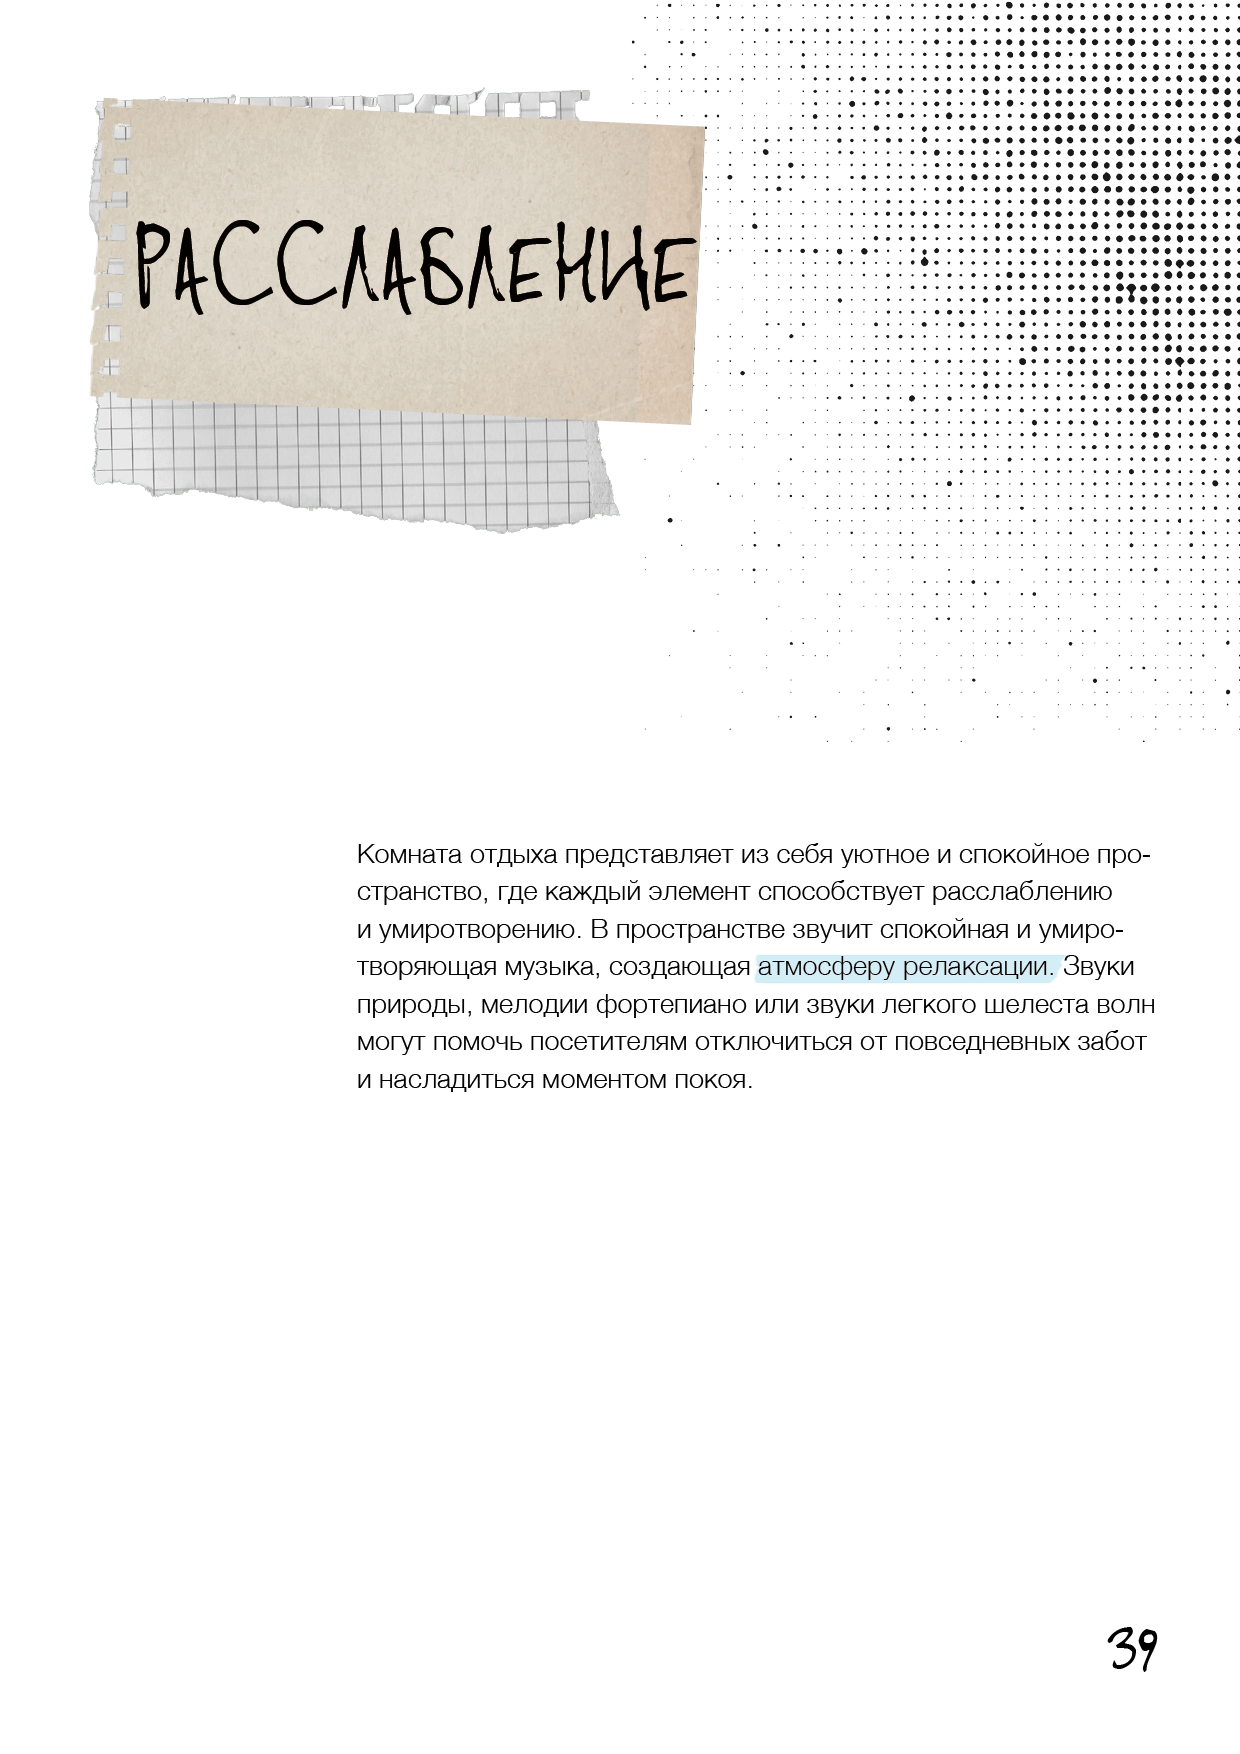 РАССЛАБЛЕНИЕ
Комната отдыха представляет из себя уютное и спокойное про-
странство, где каждый элемент способствует расслаблению
и умиротворению. В пространстве звучит спокойная и умиро-
творяющая музыка, создающая атмосферу релаксации. Звуки
природы, мелодии фортепиано или звуки легкого шелеста волн
могут помочь посетителям отключиться от повседневных забот
и насладиться моментом покоя.
39